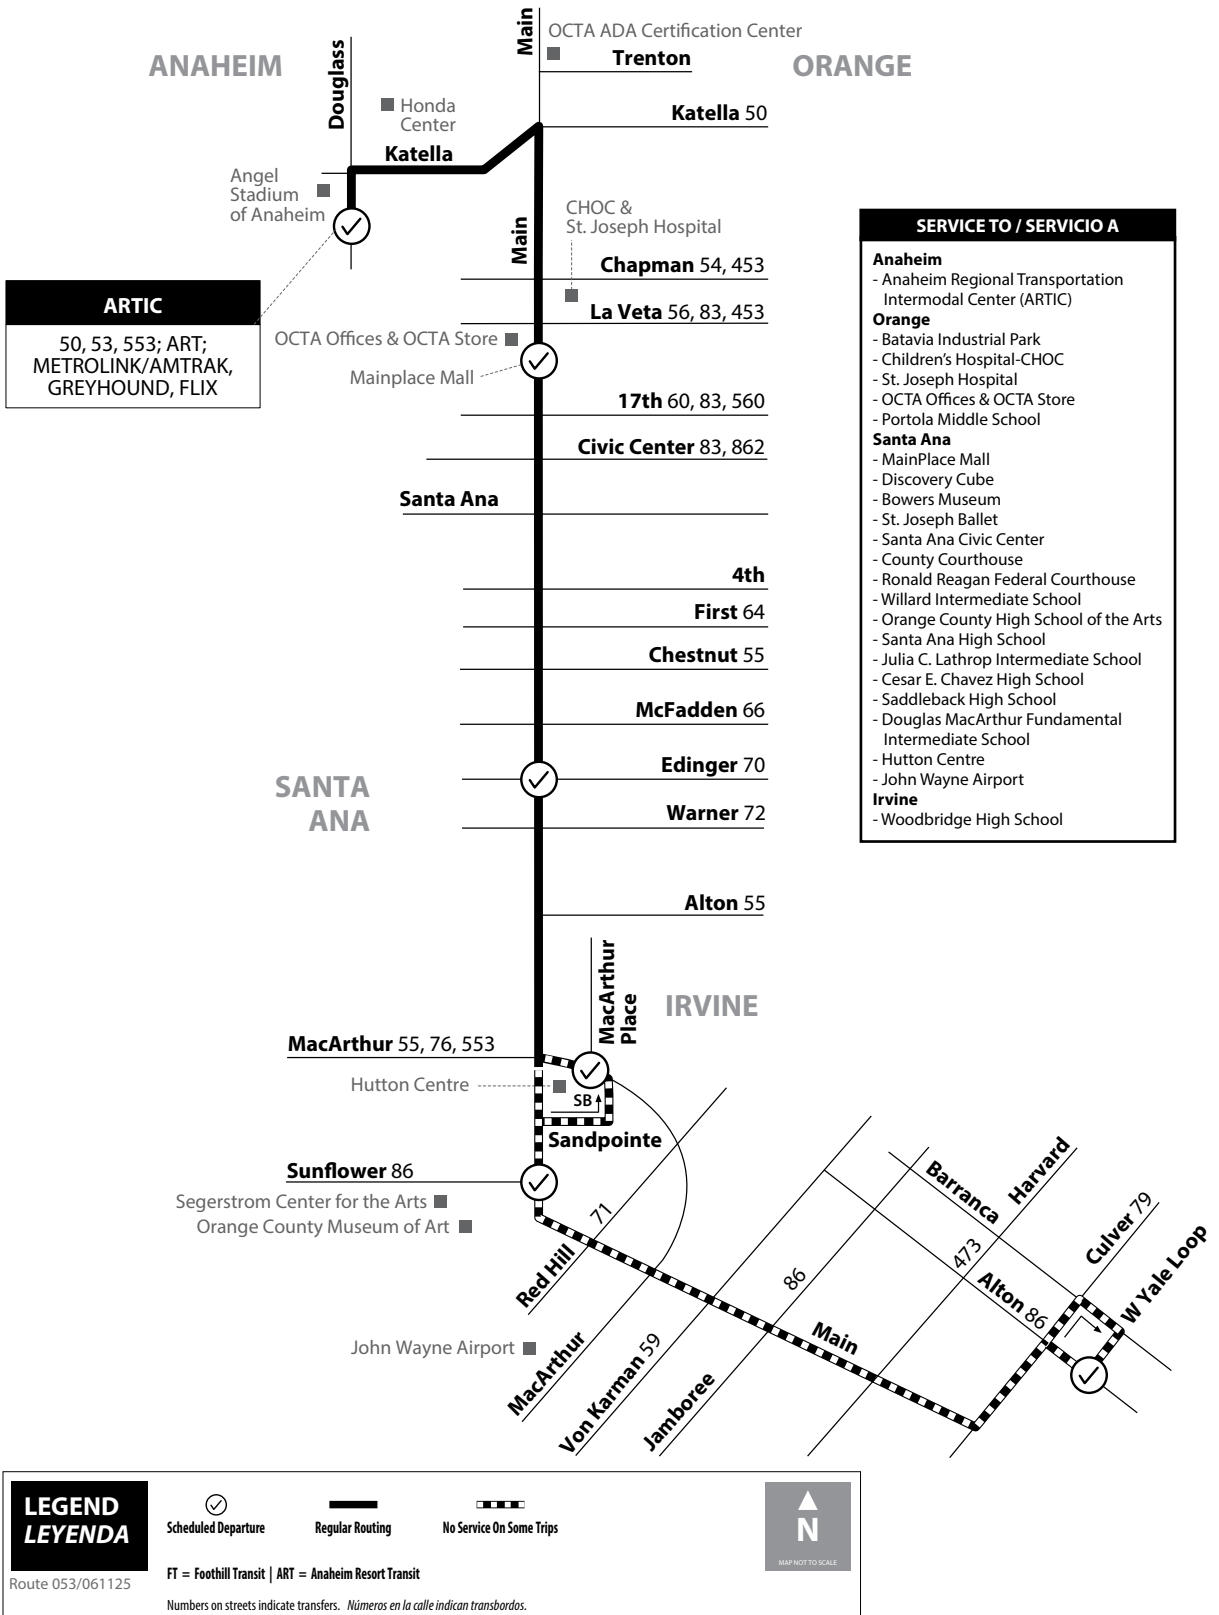 Main
OCTA ADA Certification Center
Trenton
ANAHEIM
ORANGE
Douglass
Honda
Center
Katella 50
Katella
Angel
Stadium
of Anaheim
CHOC &
St. Joseph Hospital
Main
Chapman 54, 453
La Veta 56, 83, 453
ARTIC
50, 53, 553; ART;
METROLINK/AMTRAK,
GREYHOUND, FLIX
OCTA Offices & OCTA Store
Mainplace Mall
17th 60, 83, 560
Civic Center 83, 862
Santa Ana
4th
First 64
Chestnut 55
McFadden 66
Edinger 70
SANTA
ANA
Warner 72
Alton 55
MacArthur
Place
IRVINE
MacArthur 55, 76, 553
Hutton Centre
SB
Sandpointe
Sunflower 86
Segerstrom Center for the Arts
Orange County Museum of Art
Red Hill
71
John Wayne Airport
MacArthur
Von Karman 59
Jamboree
86
Main
Barranca
Harvard
473
Alton 86
Culver 79
W Yale Loop
SERVICE TO / SERVICIO A
Anaheim
- Anaheim Regional Transportation
Intermodal Center (ARTIC)
Orange
- Batavia Industrial Park
- Children's Hospital-CHOC
- St. Joseph Hospital
- OCTA Offices & OCTA Store
- Portola Middle School
Santa Ana
- MainPlace Mall
- Discovery Cube
- Bowers Museum
- St. Joseph Ballet
- Santa Ana Civic Center
- County Courthouse
- Ronald Reagan Federal Courthouse
- Willard Intermediate School
- Orange County High School of the Arts
- Santa Ana High School
- Julia C. Lathrop Intermediate School
- Cesar E. Chavez High School
- Saddleback High School
- Douglas MacArthur Fundamental
Intermediate School
- Hutton Centre
- John Wayne Airport
Irvine
- Woodbridge High School
LEGEND
LEYENDA
Route 053/061125
Scheduled Departure
Regular Routing
No Service On Some Trips
FT = Foothill Transit | ART = Anaheim Resort Transit
Numbers on streets indicate transfers. Números en la calle indican transbordos.
N
MAP NOT TO SCALE